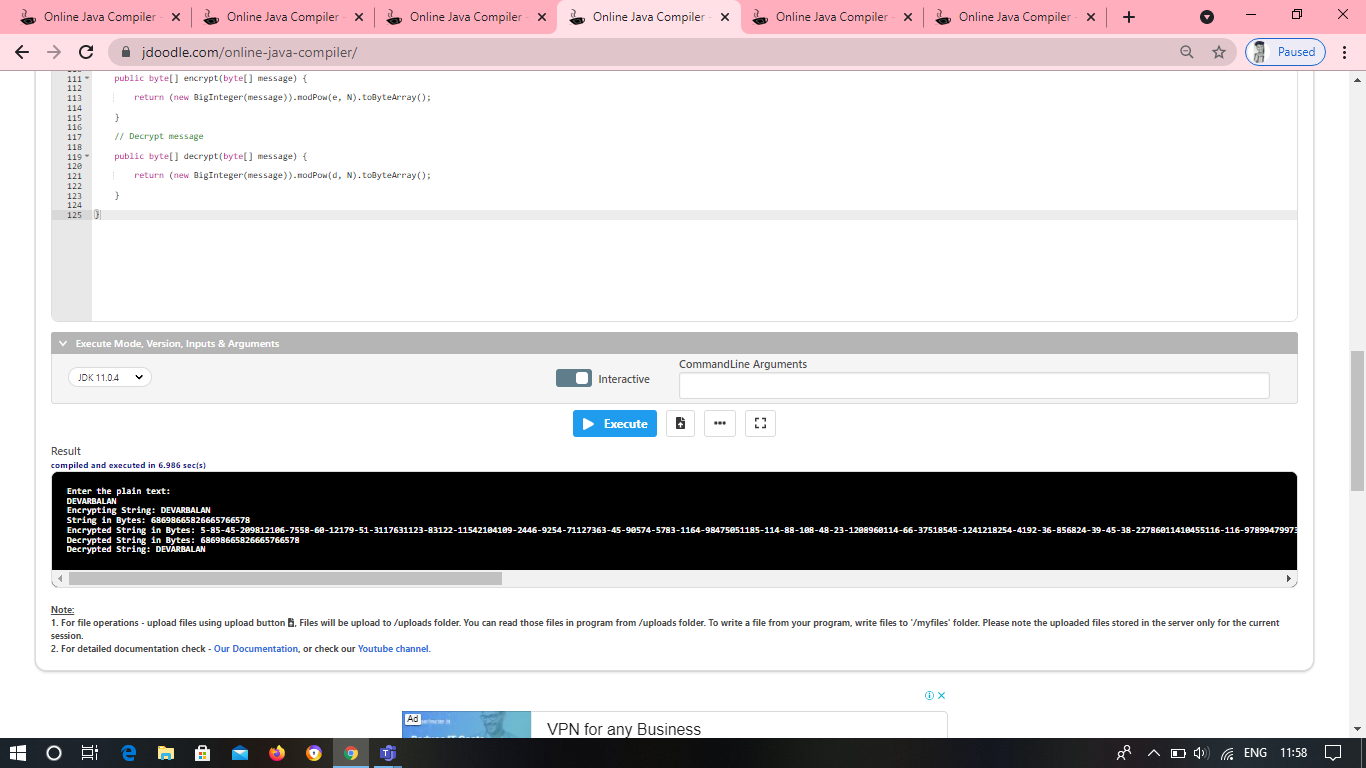 Online Java Compiler
Online Java Compiler
Online Java Compiler
Online Java Compiler
Online Java Compiler
Online Java Compiler
jdoodle.com/online-java-compiler/
Paused
111 public byte[] encrypt(byte[] message) {
112
113 return (new BigInteger(message)).modPow(e, N).toByteArray();
114
115 }
116
117 // Decrypt message
118
119 public byte[] decrypt(byte[] message) {
120
121 return (new BigInteger(message)).modPow(d, N).toByteArray();
122
123 }
124
125 }
Execute Mode, Version, Inputs & Arguments
CommandLine Arguments
JDK 11.0.4
Interactive
Execute
Result
compiled and executed in 6.986 sec(s)
Enter the plain text:
DEVARBALAN
Encrypting String: DEVARBALAN
String in Bytes: 68698665826665766578
Encrypted String in Bytes: 5-85-45-209812106-7558-60-12179-51-3117631123-83122-11542104109-2446-9254-71127363-45-90574-5783-1164-98475051185-114-88-108-48-23-1208960114-66-37518545-1241218254-4192-36-856824-39-45-38-22786011410455116-116-97899479973
Decrypted String in Bytes: 68698665826665766578
Decrypted String: DEVARBALAN
Note:
1. For file operations - upload files using upload button , Files will be upload to /uploads folder. You can read those files in program from /uploads folder. To write a file from your program, write files to '/myfiles' folder. Please note the uploaded files stored in the server only for the current
session.
2. For detailed documentation check - Our Documentation, or check our Youtube channel.
Ad
VPN for any Business
ENG 11:58